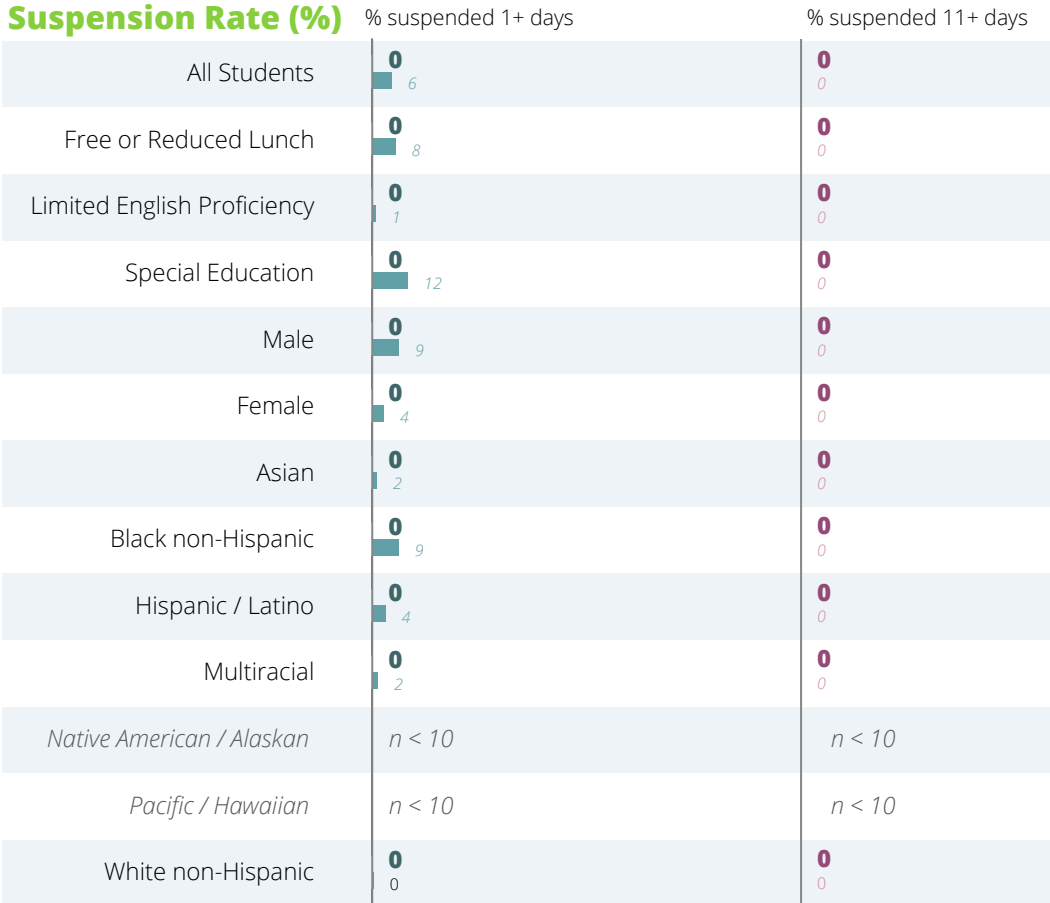 Suspension Rate (%) % suspended 1+ days % suspended 11+ days
All Students 0 0
6 0
Free or Reduced Lunch 0 0
8 0
Limited English Proficiency 0 0
1 0
Special Education 0 0
12 0
Male 0 0
9 0
Female 0 0
4 0
Asian 0 0
2 0
Black non-Hispanic 0 0
9 0
Hispanic / Latino 0 0
4 0
Multiracial 0 0
2 0
Native American / Alaskan n < 10 n < 10
Pacific / Hawaiian n < 10 n < 10
White non-Hispanic 0 0
0 0